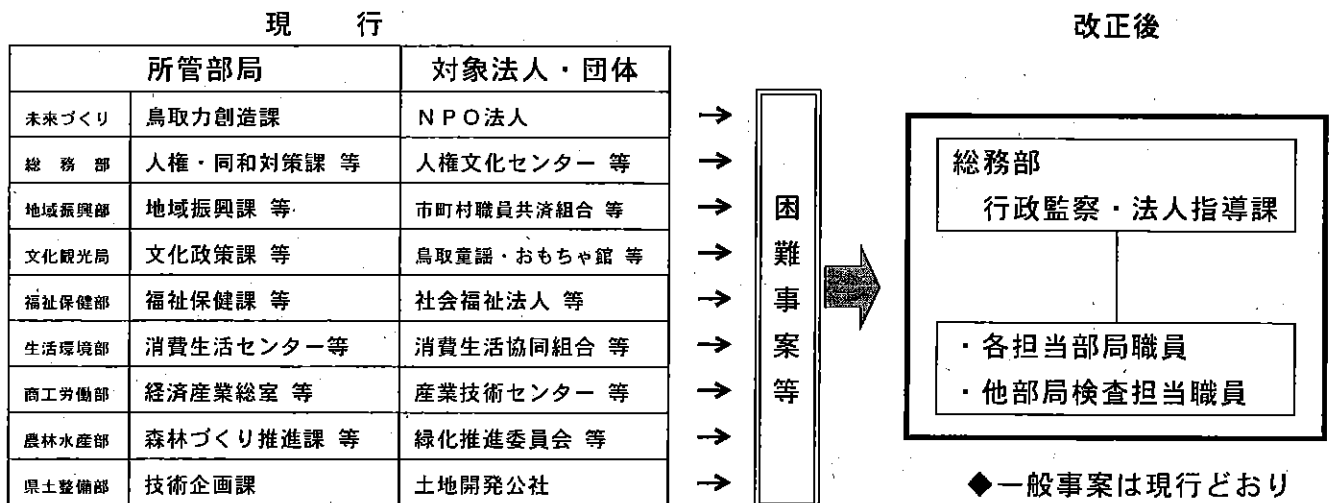 現 行
所管部局 対象法人・団体
未来づくり 鳥取力創造課 NPO法人 →
総務部 人権・同和対策課 等 人権文化センター 等 →
地域振興部 地域振興課 等 市町村職員共済組合 等 →
文化観光局 文化政策課 等 鳥取童謡・おもちゃ館 等 →
福祉保健部 福祉保健課 等 社会福祉法人 等 →
生活環境部 消費生活センター等 消費生活協同組合 等 →
商工労働部 経済産業総室 等 産業技術センター 等 →
農林水産部 森林づくり推進課 等 緑化推進委員会 等 →
県土整備部 技術企画課 土地開発公社 →
困難事案等
改正後
総務部
行政監察・法人指導課
・各担当部局職員
・他部局検査担当職員
◆一般事案は現行どおり